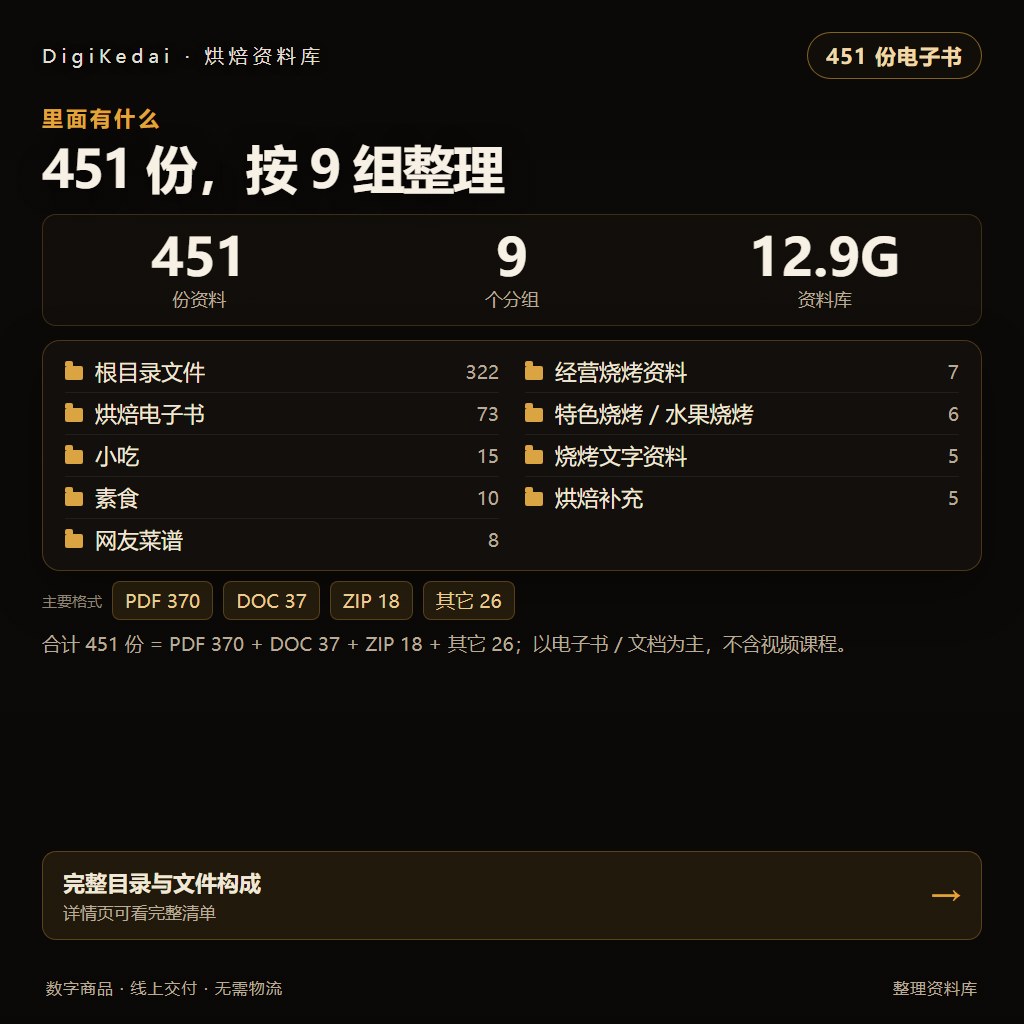 DigiKedai · 烘焙资料库
451 份电子书
里面有什么
451 份，按 9 组整理
451
份资料
9
个分组
12.9G
资料库
根目录文件 322
烘焙电子书 73
小吃 15
素食 10
网友菜谱 8
经营烧烤资料 7
特色烧烤 / 水果烧烤 6
烧烤文字资料 5
烘焙补充 5
主要格式 PDF 370 DOC 37 ZIP 18 其它 26
合计 451 份 = PDF 370 + DOC 37 + ZIP 18 + 其它 26；以电子书 / 文档为主，不含视频课程。
完整目录与文件构成
详情页可看完整清单
→
数字商品 · 线上交付 · 无需物流
整理资料库